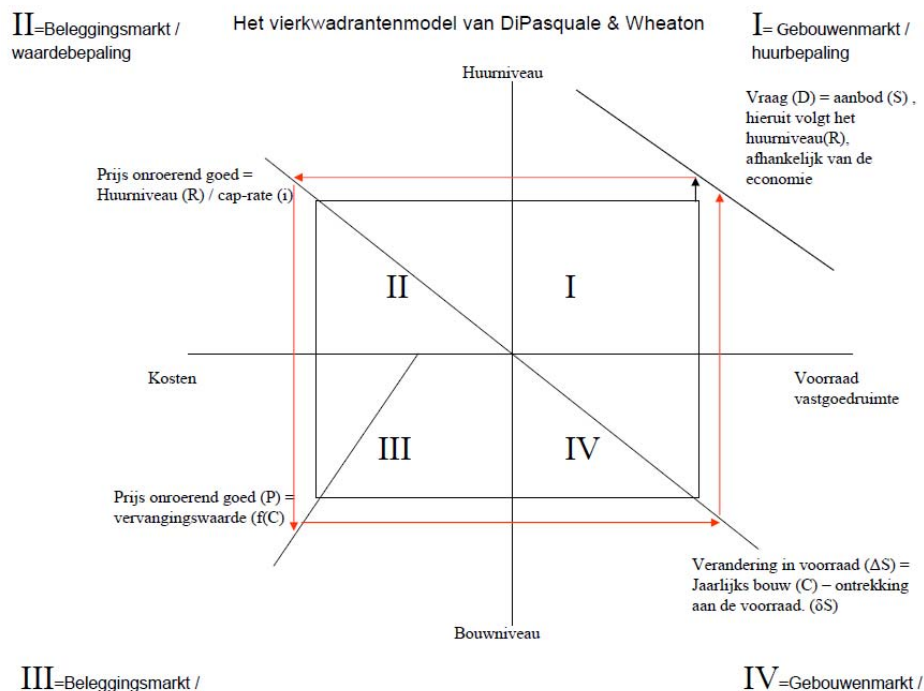 Het vierkwadrantenmodel van DiPasquale & Wheaton
II=Beleggingsmarkt /
waardebepaling
I= Gebouwenmarkt /
huurbepaling
Huurniveau
Vraag (D) = aanbod (S) ,
hieruit volgt het
huurniveau(R),
afhankelijk van de
economie
Prijs onroerend goed =
Huurniveau (R) / cap-rate (i)
II
I
Kosten
Voorraad
vastgoedruimte
III
IV
Prijs onroerend goed (P) =
vervangingswaarde (f(C)
Verandering in voorraad (ΔS) =
Jaarlijks bouw (C) – ontrekking
aan de voorraad. (δS)
Bouwniveau
III=Beleggingsmarkt /
IV=Gebouwenmarkt /